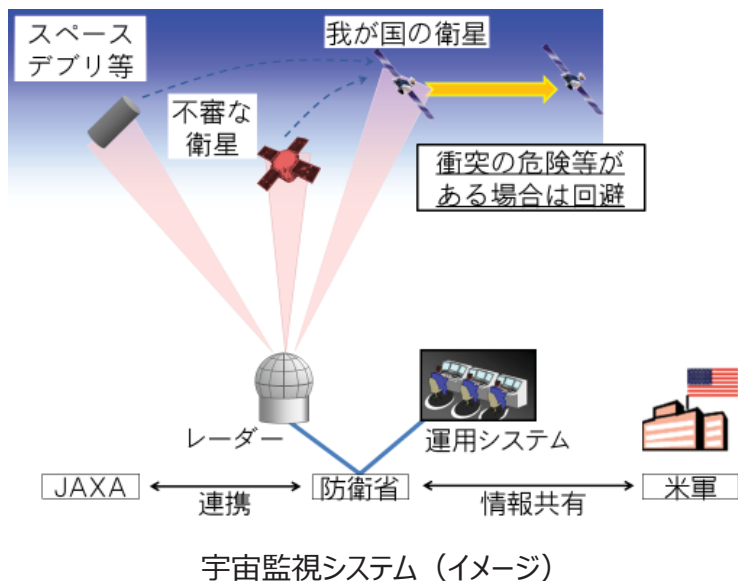 スペース
デブリ等
我が国の衛星
不審な
衛星
衝突の危険等が
ある場合は回避
レーダー
運用システム
JAXA
連携
防衛省
情報共有
米軍
宇宙監視システム（イメージ）